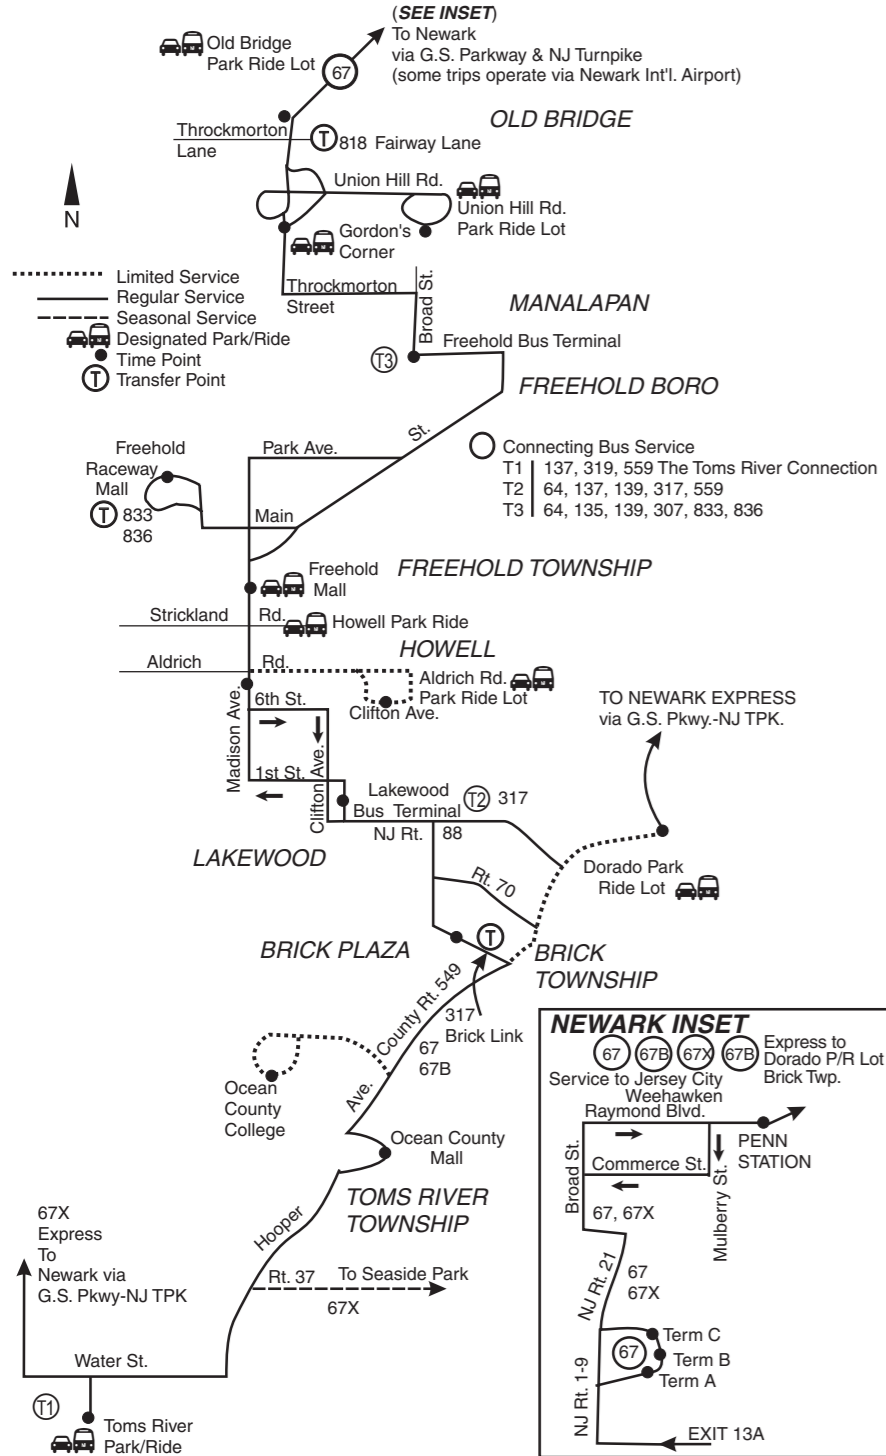 (SEE INSET)
To Newark
via G.S. Parkway & NJ Turnpike
(some trips operate via Newark Int'l. Airport)
Old Bridge
Park Ride Lot
67
OLD BRIDGE
Throckmorton
Lane
T 818 Fairway Lane
N
Union Hill Rd.
Union Hill Rd.
Park Ride Lot
Gordon's
Corner
Limited Service
Regular Service
Seasonal Service
Designated Park/Ride
Time Point
T Transfer Point
Throckmorton
Street
Broad St.
MANALAPAN
Freehold Bus Terminal
T3
FREEHOLD BORO
Connecting Bus Service
T1 137, 319, 559 The Toms River Connection
T2 64, 137, 139, 317, 559
T3 64, 135, 139, 307, 833, 836
Freehold
Raceway
Mall
T 833
836
Park Ave.
St.
Main
Freehold
Mall
FREEHOLD TOWNSHIP
Strickland Rd.
Howell Park Ride
HOWELL
Aldrich Rd.
Aldrich Rd.
Park Ride Lot
Clifton Ave.
TO NEWARK EXPRESS
via G.S. Pkwy.-NJ TPK.
Madison Ave.
6th St.
Clifton Ave.
1st St.
Lakewood
Bus Terminal
T2 317
NJ Rt. 88
LAKEWOOD
Rt. 70
Dorado Park
Ride Lot
BRICK PLAZA
T
BRICK
TOWNSHIP
County Rt. 549
317
Brick Link
67
67B
Ave.
Ocean
County
College
Ocean County
Mall
TOMS RIVER
TOWNSHIP
Hooper
67X
Express
To
Newark via
G.S. Pkwy-NJ TPK
Rt. 37
To Seaside Park
67X
Water St.
T1
Toms River
Park/Ride
NEWARK INSET
67 67B 67X 67B
Express to
Dorado P/R Lot
Brick Twp.
Service to Jersey City
Weehawken
Raymond Blvd.
Broad St.
Commerce St.
Mulberry St.
PENN
STATION
67, 67X
NJ Rt. 21
67
67X
67
Term C
Term B
Term A
NJ Rt. 1-9
EXIT 13A